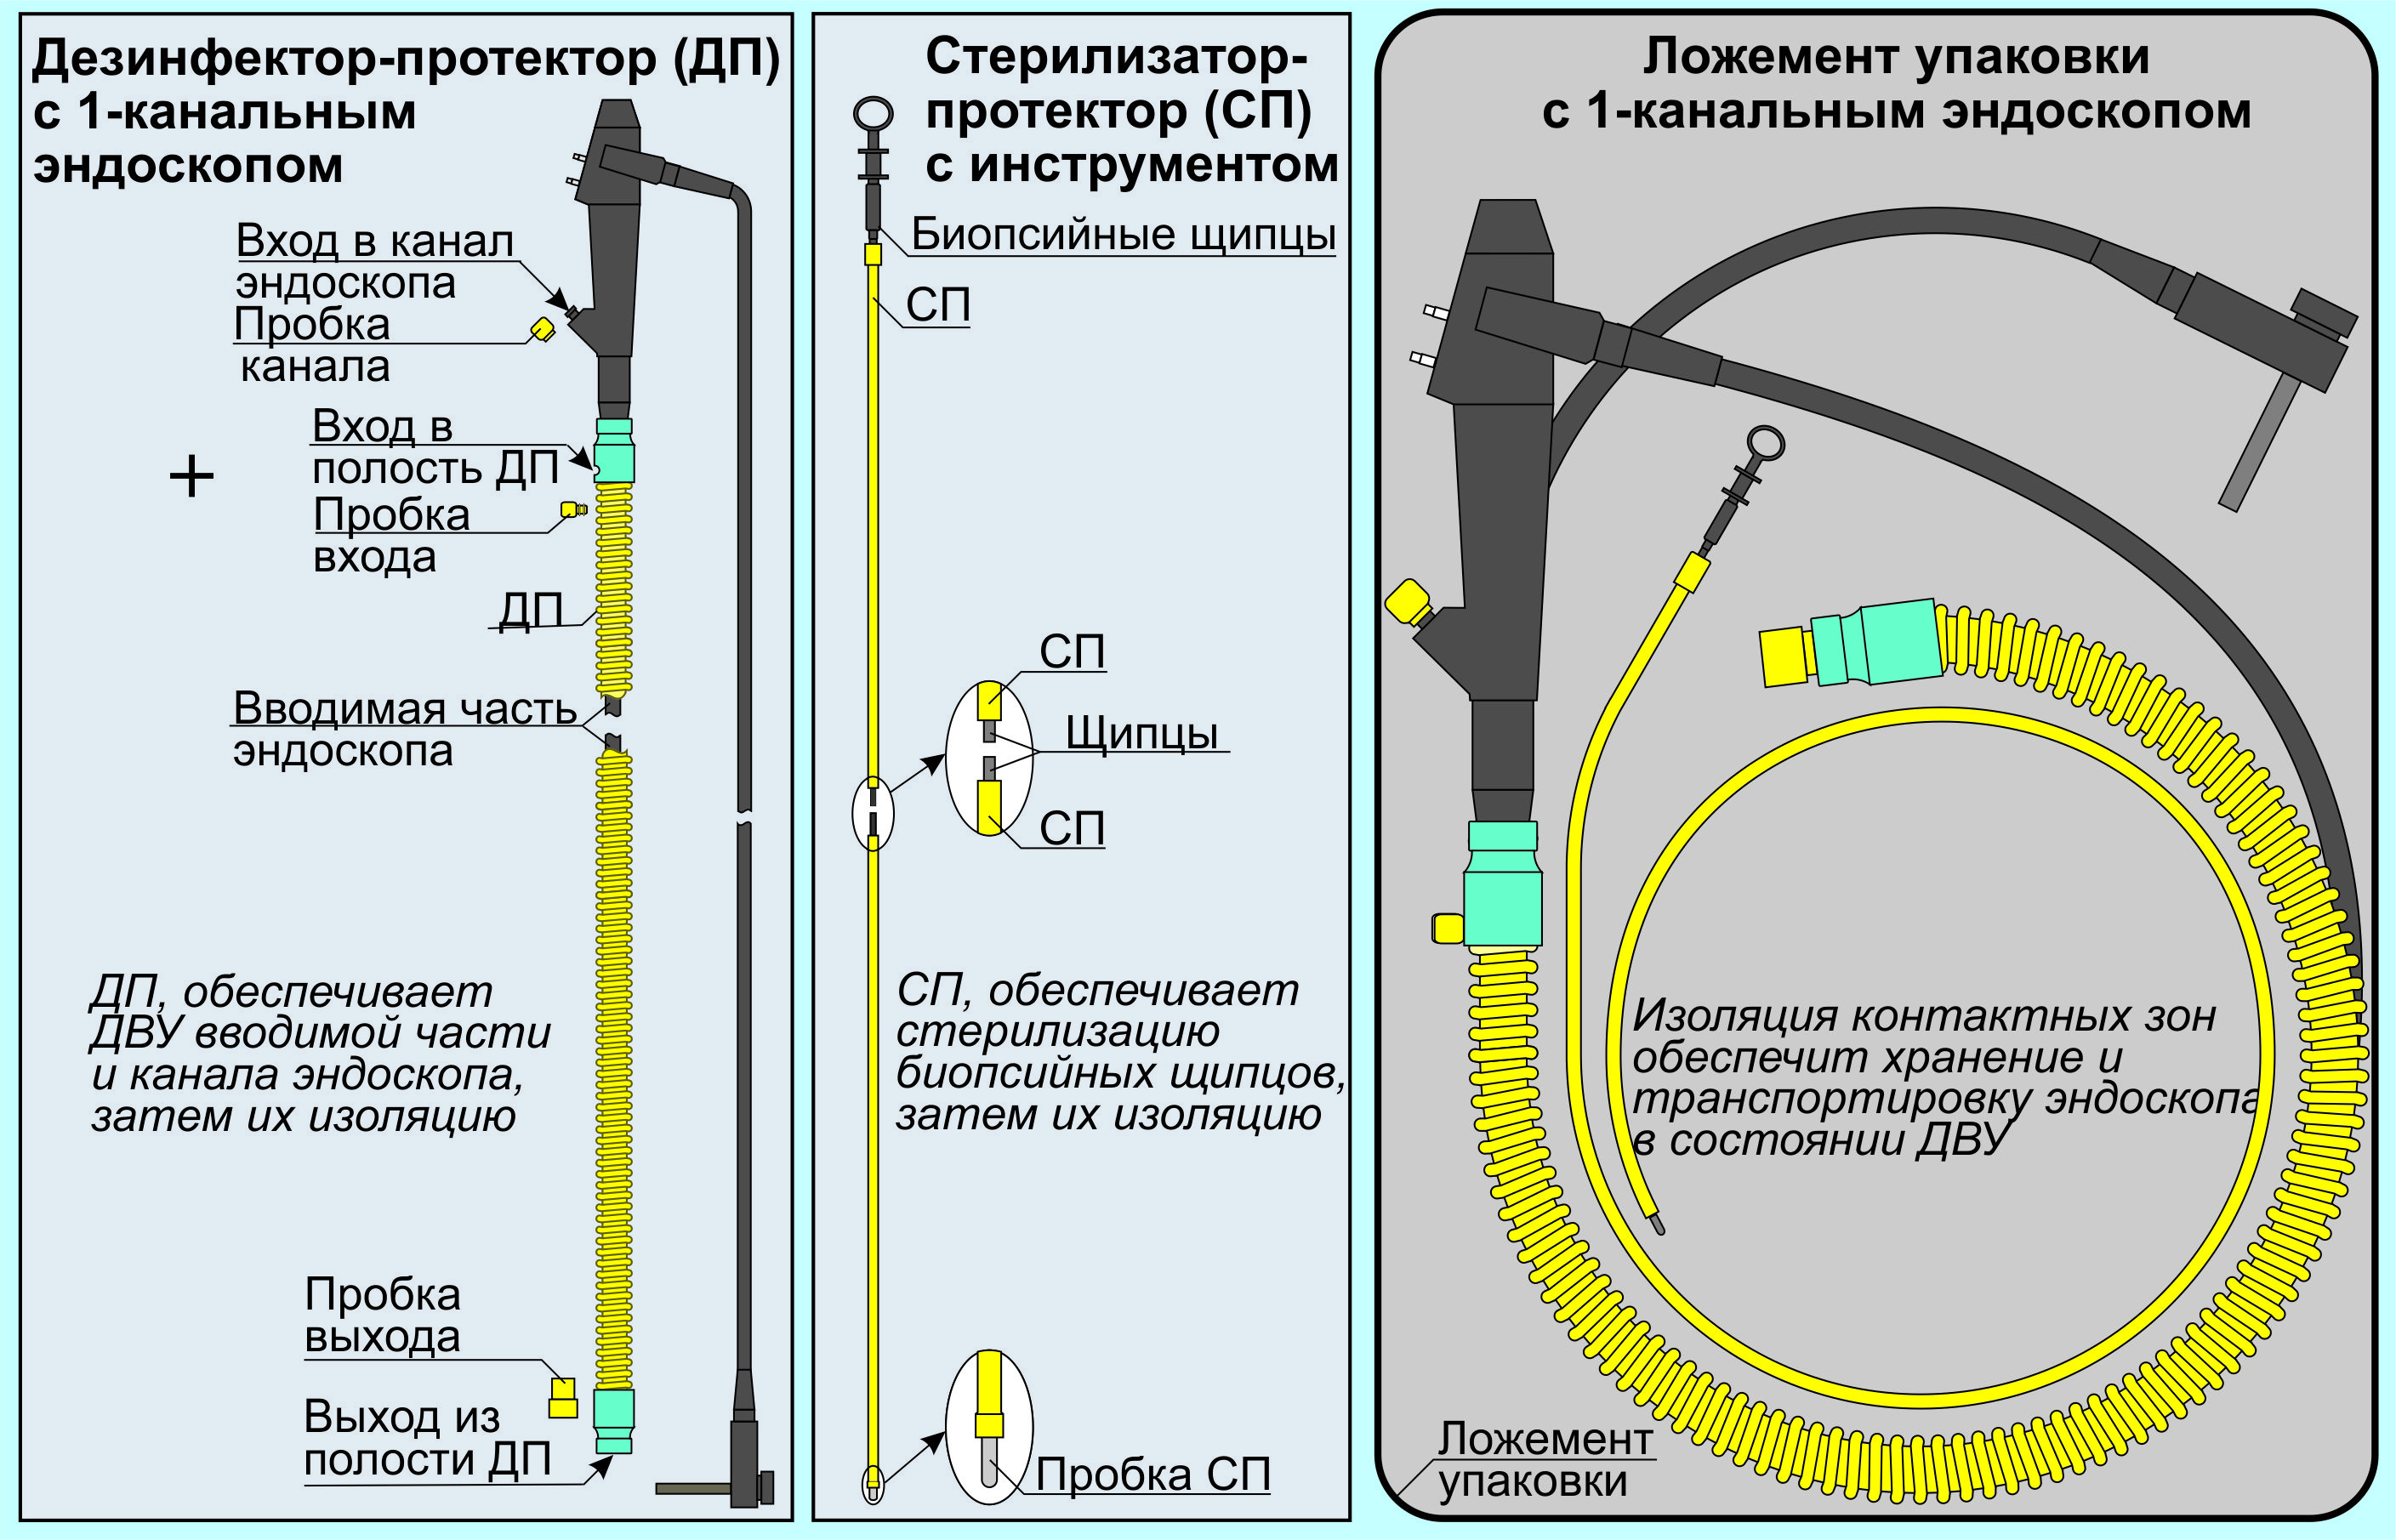 Дезинфектор-протектор (ДП)
с 1-канальным
эндоскопом
Вход в канал
эндоскопа
Пробка
канала
Вход в
полость ДП
+
Пробка
входа
ДП
Вводимая часть
эндоскопа
ДП, обеспечивает
ДВУ вводимой части
и канала эндоскопа,
затем их изоляцию
Пробка
выхода
Выход из
полости ДП
Стерилизатор-
протектор (СП)
с инструментом
Биопсийные щипцы
СП
СП
Щипцы
СП
СП, обеспечивает
стерилизацию
биопсийных щипцов,
затем их изоляцию
Пробка СП
Ложемент упаковки
с 1-канальным эндоскопом
Изоляция контактных зон
обеспечит хранение и
транспортировку эндоскопа
в состоянии ДВУ
Ложемент
упаковки